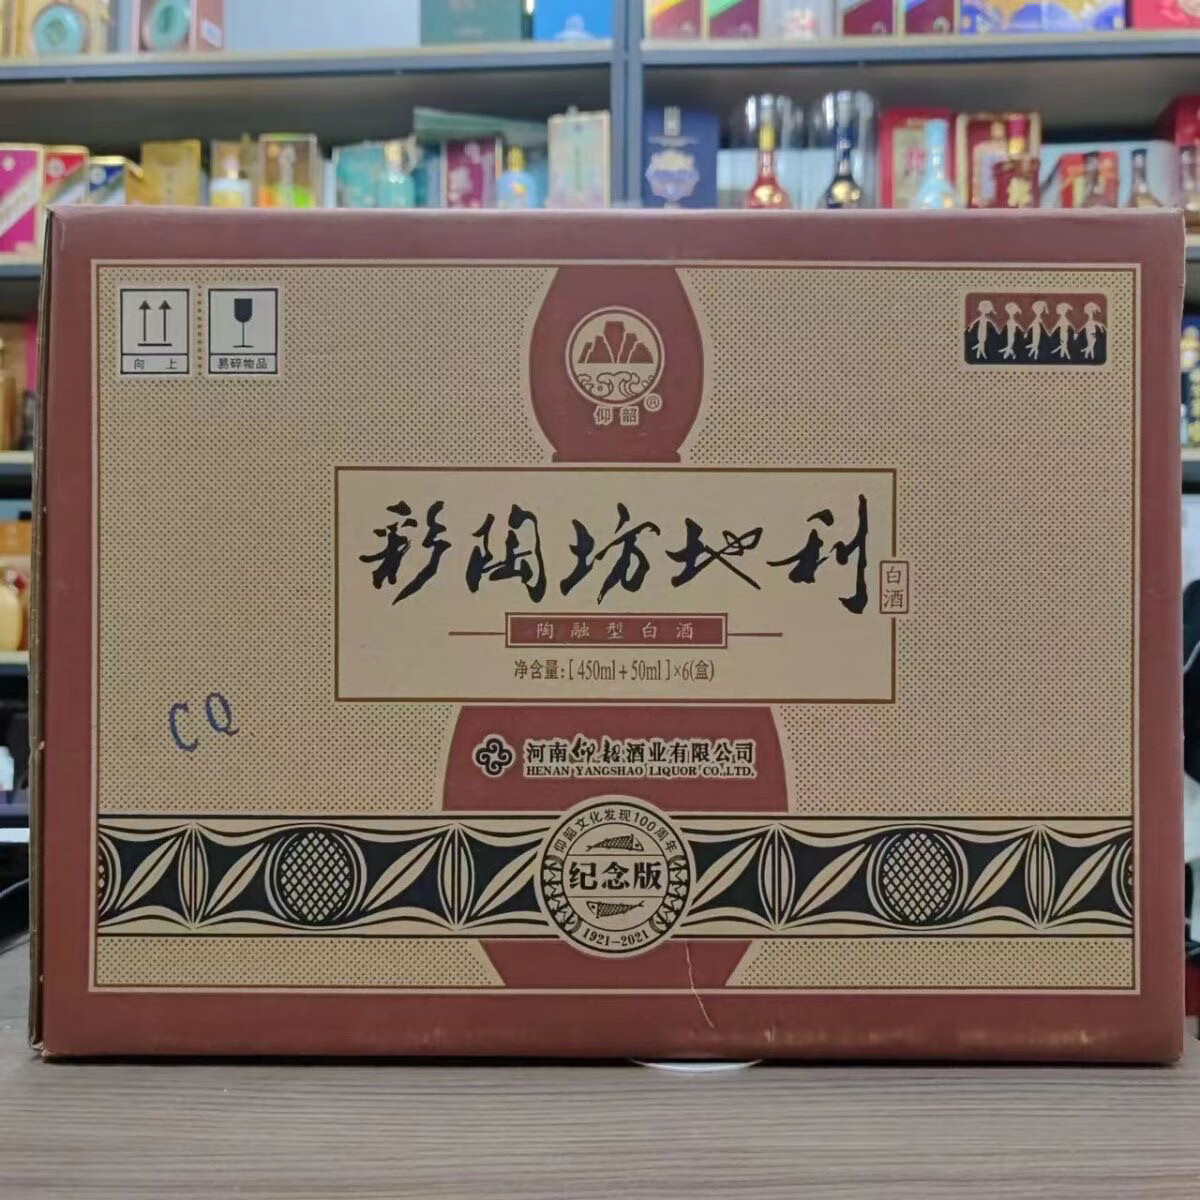 向 上
易碎物品
仰韶®
彩陶坊地利
白酒
陶融型白酒
净含量:[450ml+50ml]×6(盒)
CQ
河南仰韶酒业有限公司
HENAN YANGSHAO LIQUOR CO.,LTD.
仰韶文化发现100周年
纪念版
1921-2021